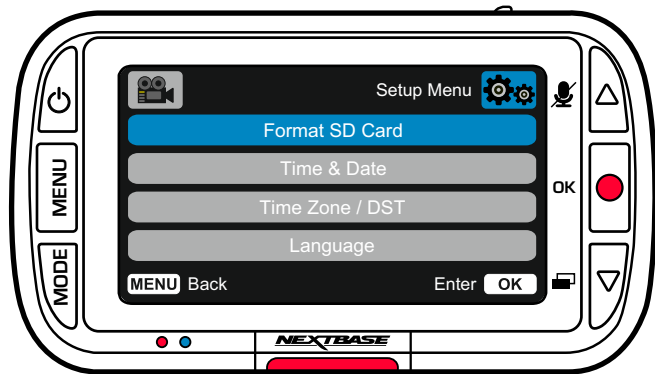 Setup Menu
Format SD Card
Time & Date
Time Zone / DST
Language
MENU Back
Enter OK
MENU
MODE
OK
NEXTBASE